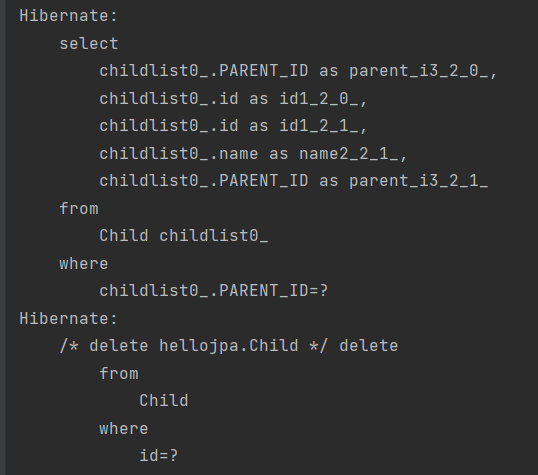 Hibernate:
    select
        childlist0_.PARENT_ID as parent_i3_2_0_,
        childlist0_.id as id1_2_0_,
        childlist0_.id as id1_2_1_,
        childlist0_.name as name2_2_1_,
        childlist0_.PARENT_ID as parent_i3_2_1_
    from
        Child childlist0_
    where
        childlist0_.PARENT_ID=?
Hibernate:
    /* delete hellojpa.Child */ delete
        from
            Child
        where
            id=?